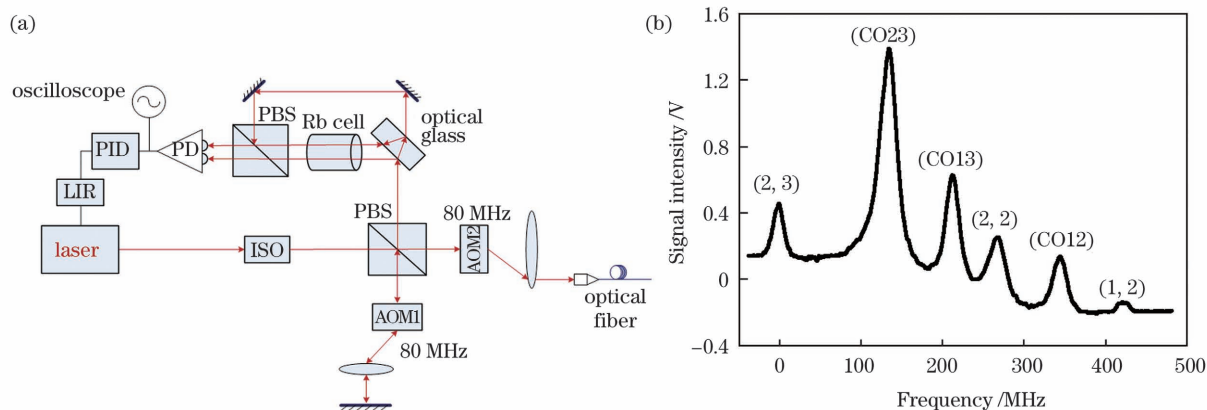 (a)
oscilloscope
PBS
Rb cell
optical
glass
PID
PD
LIR
PBS
80 MHz
laser
ISO
AOM2
optical
fiber
AOM1
80 MHz
(b)
1.6
1.2
0.8
0.4
0
−0.4
Signal intensity /V
(CO23)
(CO13)
(2, 3)
(2, 2)
(CO12)
(1, 2)
0
100
200
300
400
500
Frequency /MHz